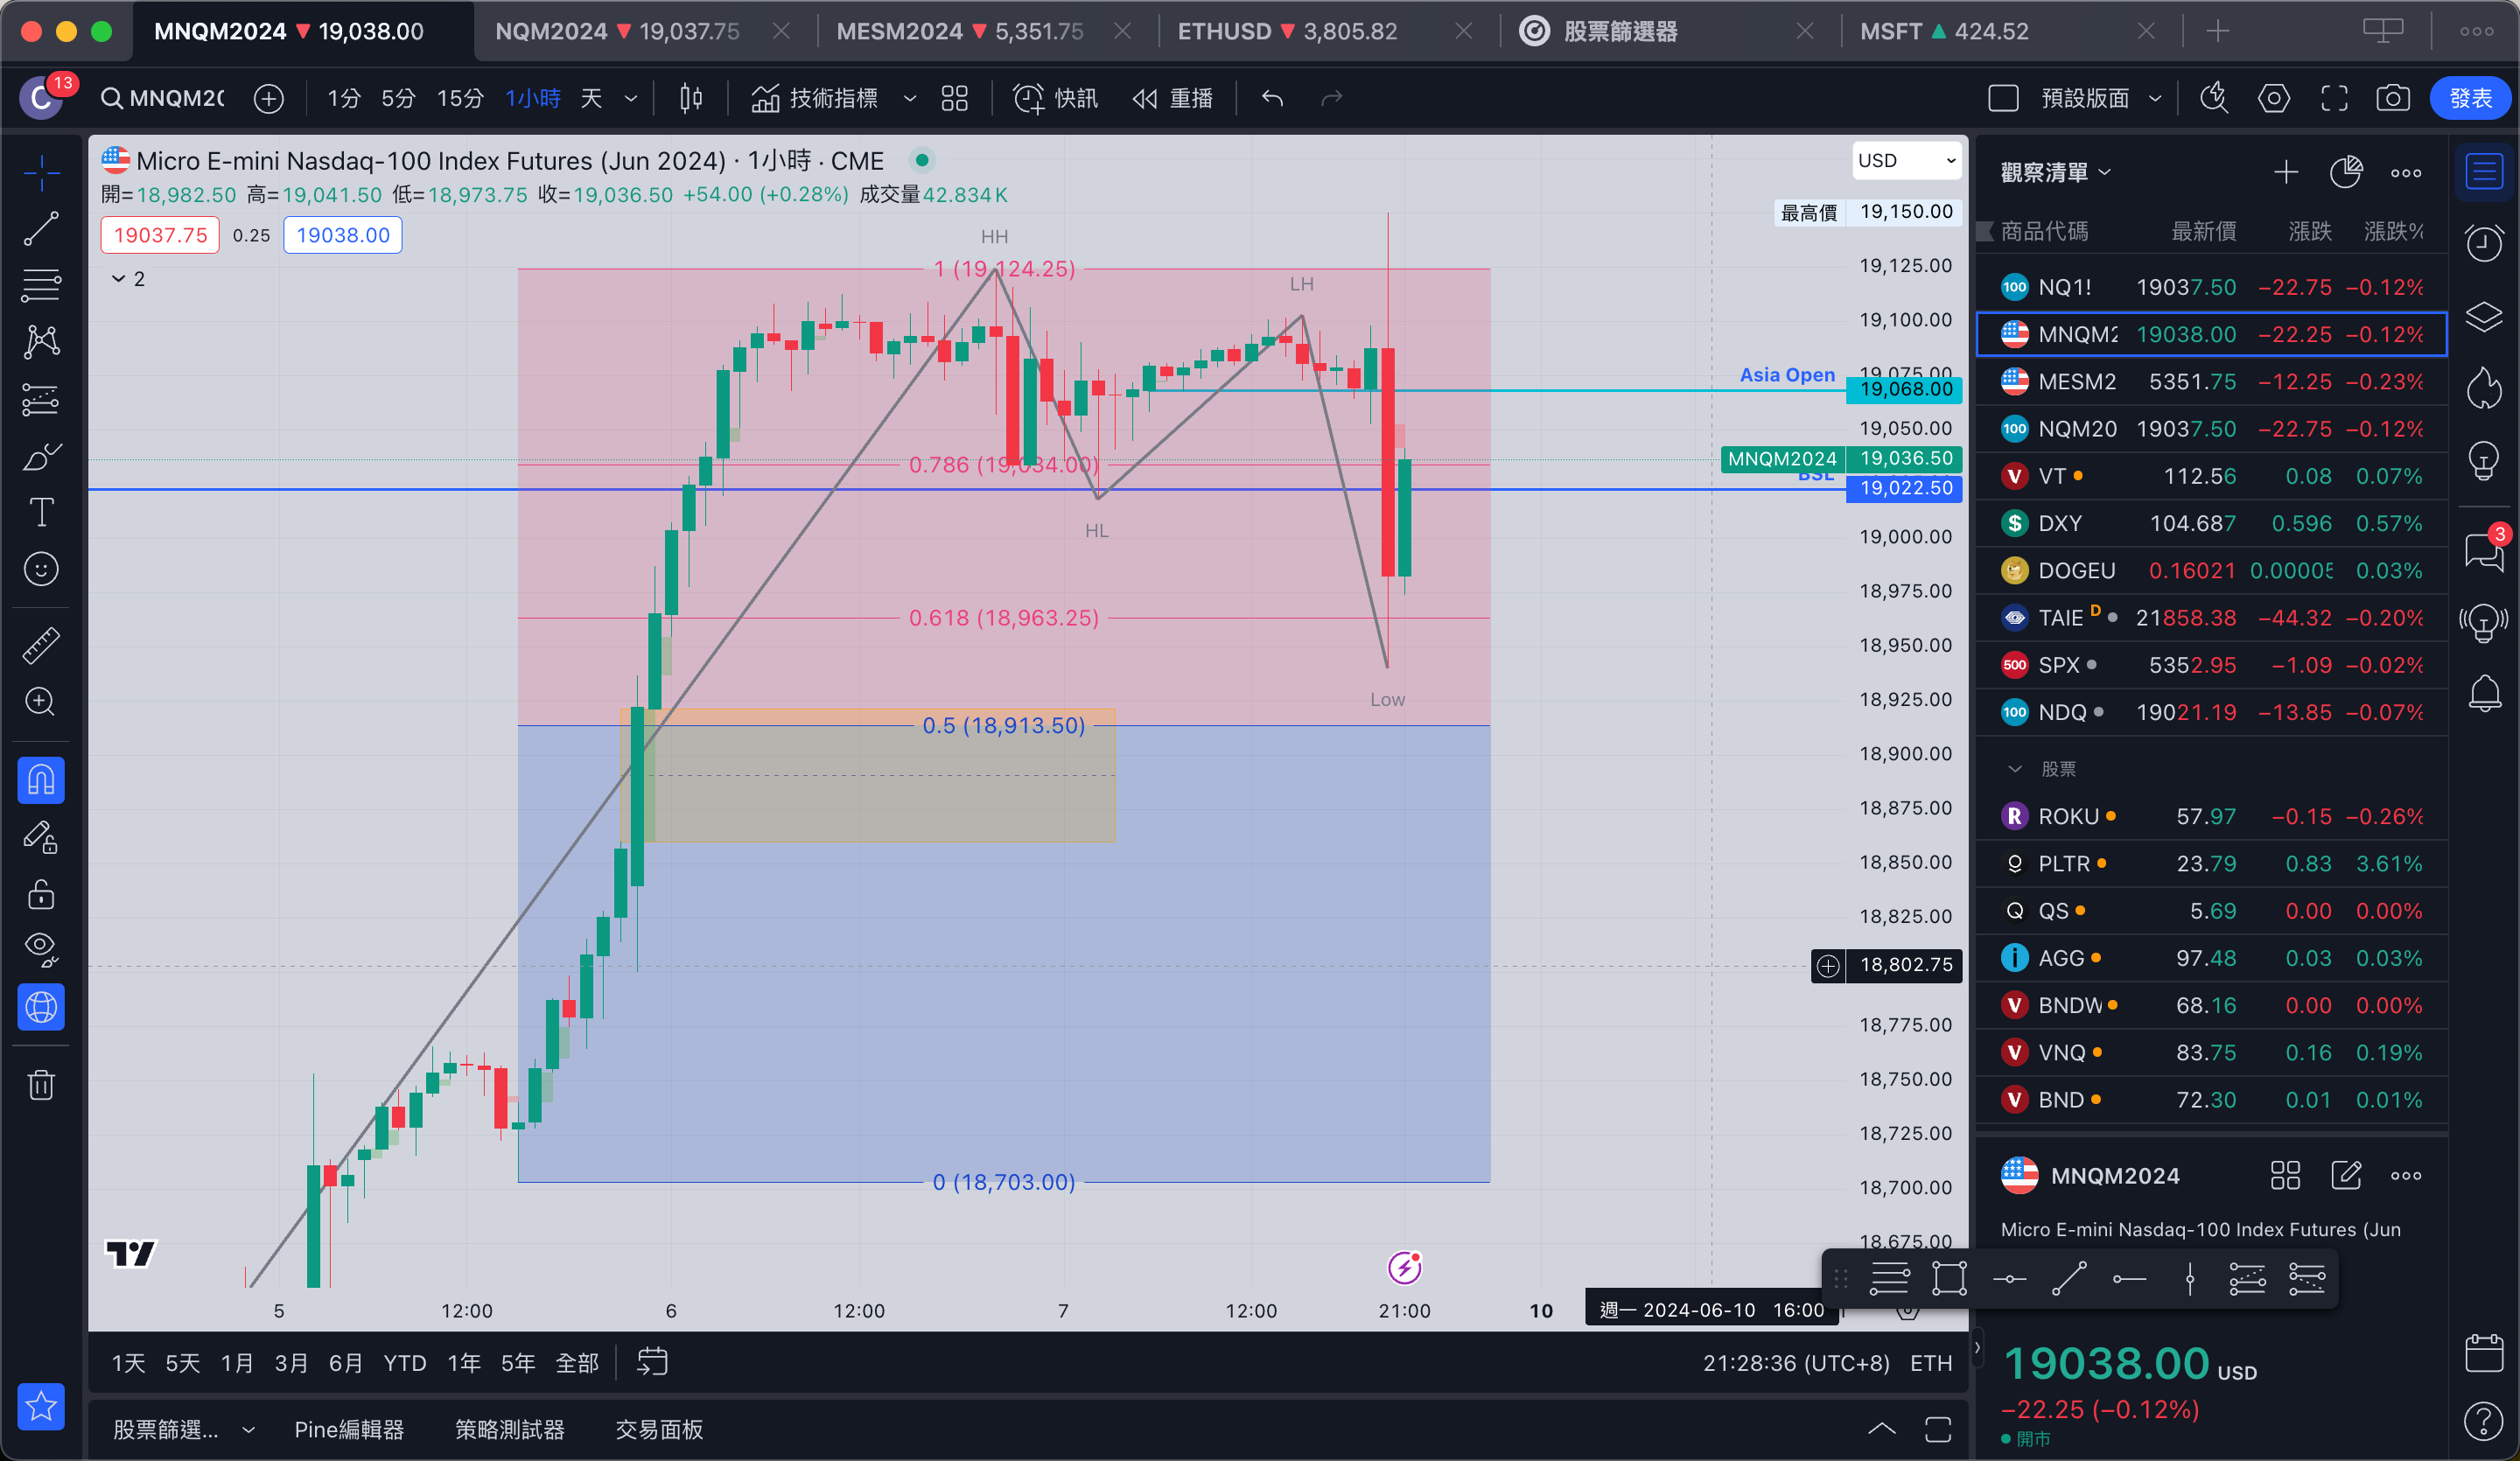 MNQM2024 ▼ 19,038.00
NQM2024 ▼ 19,037.75
MESM2024 ▼ 5,351.75
ETHUSD ▼ 3,805.82
股票篩選器
MSFT ▲ 424.52
C 13
MNQM20
1分 5分 15分 1小時 天
技術指標
快訊
重播
預設版面
發表
Micro E-mini Nasdaq-100 Index Futures (Jun 2024) · 1小時 · CME
開=18,982.50 高=19,041.50 低=18,973.75 收=19,036.50 +54.00 (+0.28%) 成交量42.834K
19037.75 0.25 19038.00
2
USD
HH
LH
HL
Low
1 (19,124.25)
0.786 (19,034.00)
0.618 (18,963.25)
0.5 (18,913.50)
0 (18,703.00)
Asia Open
BSL
最高價 19,150.00
19,125.00
19,100.00
19,075.00
19,068.00
19,050.00
MNQM2024 19,036.50
19,022.50
19,000.00
18,975.00
18,950.00
18,925.00
18,900.00
18,875.00
18,850.00
18,825.00
18,802.75
18,775.00
18,750.00
18,725.00
18,700.00
18,675.00
5 12:00 6 12:00 7 12:00 21:00 10
週一 2024-06-10 16:00
1天 5天 1月 3月 6月 YTD 1年 5年 全部
21:28:36 (UTC+8) ETH
股票篩選... Pine編輯器 策略測試器 交易面板
觀察清單
商品代碼 最新價 漲跌 漲跌%
100 NQ1! 19037.50 −22.75 −0.12%
MNQM2 19038.00 −22.25 −0.12%
MESM2 5351.75 −12.25 −0.23%
100 NQM20 19037.50 −22.75 −0.12%
V VT 112.56 0.08 0.07%
$ DXY 104.687 0.596 0.57%
DOGEU 0.16021 0.00005 0.03%
TAIE D 21858.38 −44.32 −0.20%
500 SPX 5352.95 −1.09 −0.02%
100 NDQ 19021.19 −13.85 −0.07%
股票
R ROKU 57.97 −0.15 −0.26%
PLTR 23.79 0.83 3.61%
Q QS 5.69 0.00 0.00%
i AGG 97.48 0.03 0.03%
V BNDW 68.16 0.00 0.00%
V VNQ 83.75 0.16 0.19%
V BND 72.30 0.01 0.01%
MNQM2024
Micro E-mini Nasdaq-100 Index Futures (Jun
19038.00 USD
−22.25 (−0.12%)
開市
3